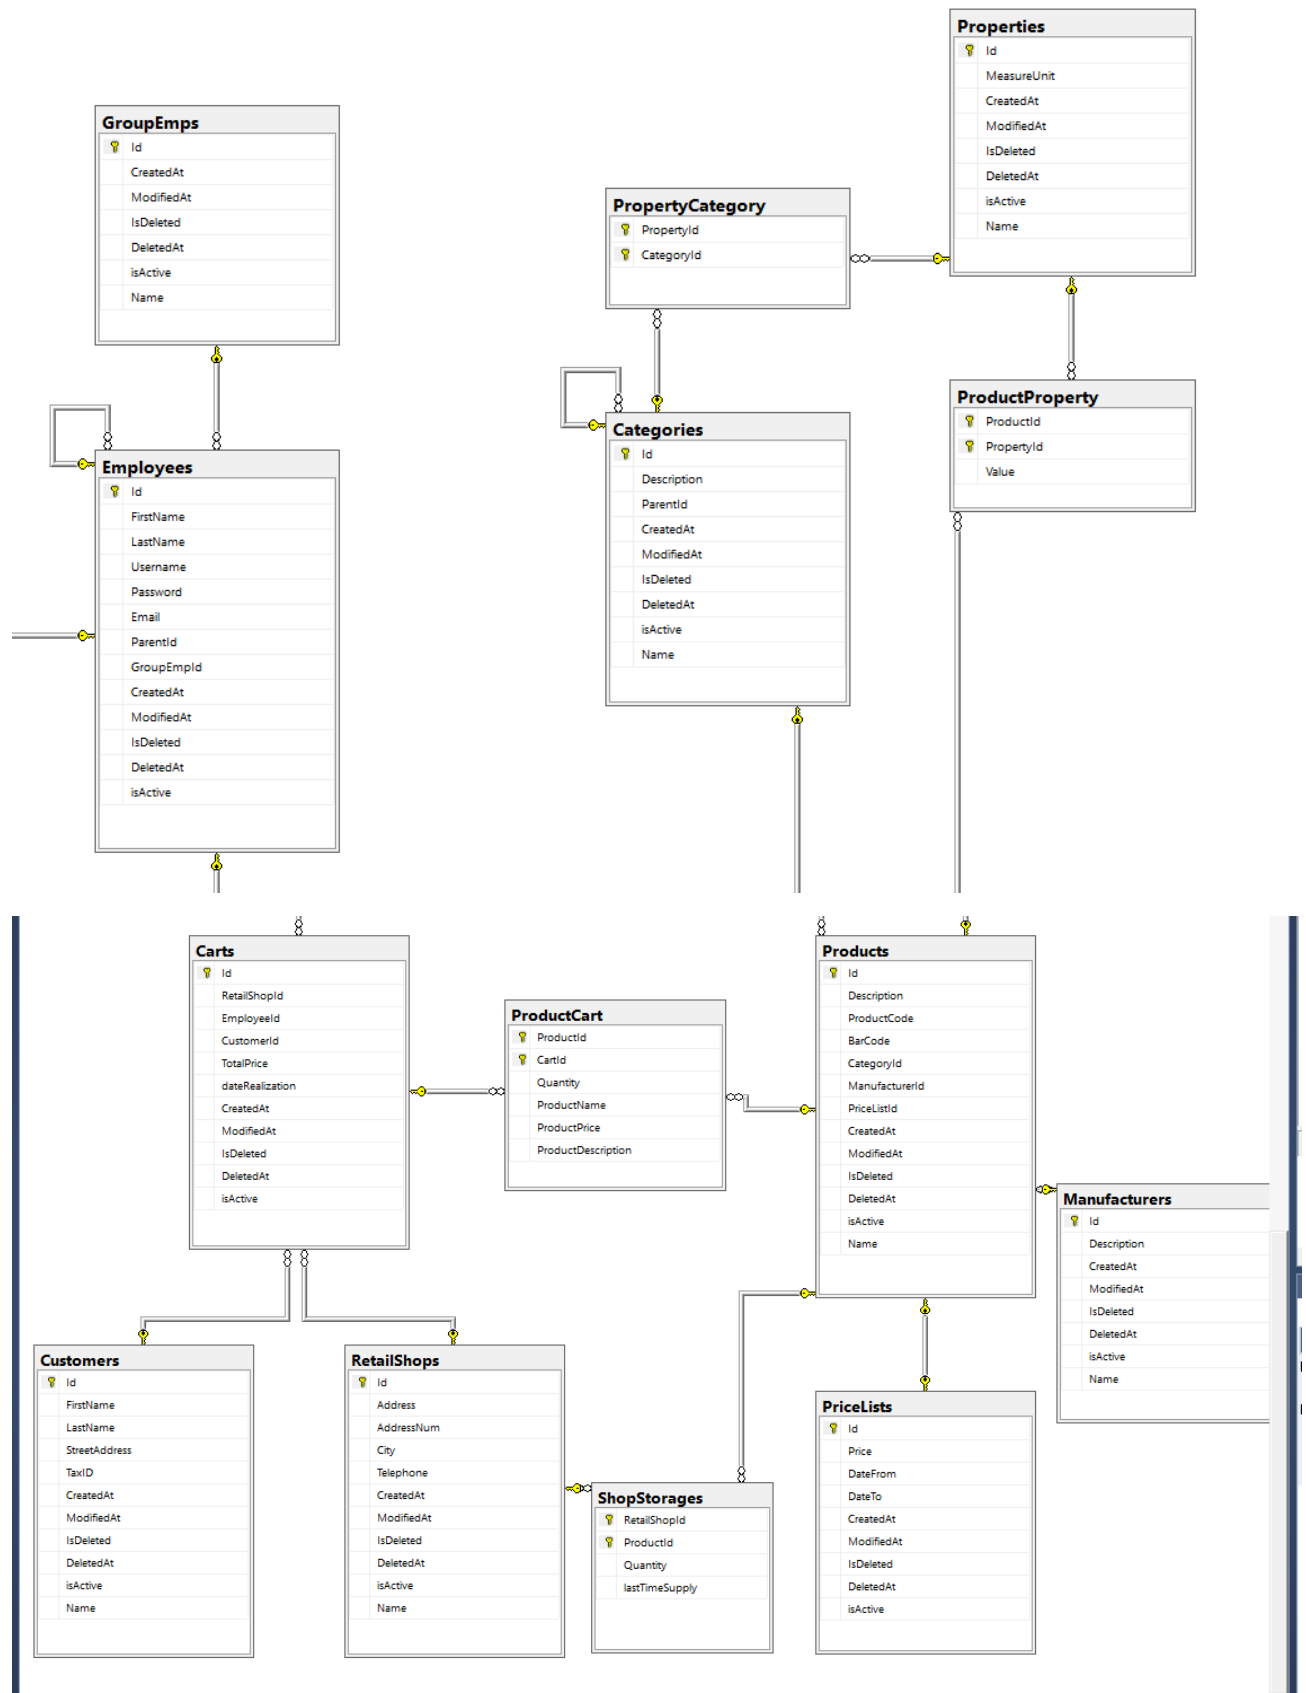 Properties
Id
MeasureUnit
CreatedAt
ModifiedAt
IsDeleted
DeletedAt
isActive
Name
GroupEmps
Id
CreatedAt
ModifiedAt
IsDeleted
DeletedAt
isActive
Name
PropertyCategory
PropertyId
CategoryId
ProductProperty
ProductId
PropertyId
Value
Categories
Id
Description
ParentId
CreatedAt
ModifiedAt
IsDeleted
DeletedAt
isActive
Name
Employees
Id
FirstName
LastName
Username
Password
Email
ParentId
GroupEmpId
CreatedAt
ModifiedAt
IsDeleted
DeletedAt
isActive
Carts
Id
RetailShopId
EmployeeId
CustomerId
TotalPrice
dateRealization
CreatedAt
ModifiedAt
IsDeleted
DeletedAt
isActive
ProductCart
ProductId
CartId
Quantity
ProductName
ProductPrice
ProductDescription
Products
Id
Description
ProductCode
BarCode
CategoryId
ManufacturerId
PriceListId
CreatedAt
ModifiedAt
IsDeleted
DeletedAt
isActive
Name
Manufacturers
Id
Description
CreatedAt
ModifiedAt
IsDeleted
DeletedAt
isActive
Name
Customers
Id
FirstName
LastName
StreetAddress
TaxID
CreatedAt
ModifiedAt
IsDeleted
DeletedAt
isActive
Name
RetailShops
Id
Address
AddressNum
City
Telephone
CreatedAt
ModifiedAt
IsDeleted
DeletedAt
isActive
Name
ShopStorages
RetailShopId
ProductId
Quantity
lastTimeSupply
PriceLists
Id
Price
DateFrom
DateTo
CreatedAt
ModifiedAt
IsDeleted
DeletedAt
isActive